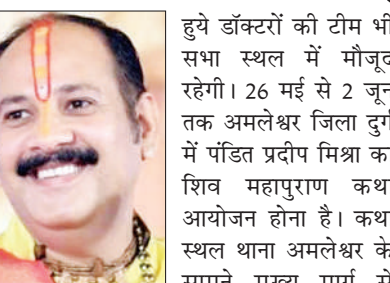 हुये डॉक्टरों की टीम भी
सभा स्थल में मौजूद
रहेगी। 26 मई से 2 जून
तक अमलेश्वर जिला दुर्ग
में पंडित प्रदीप मिश्रा का
शिव महापुराण कथा
आयोजन होना है। कथा
स्थल थाना अमलेश्वर के
सामने मुख्य मार्ग से